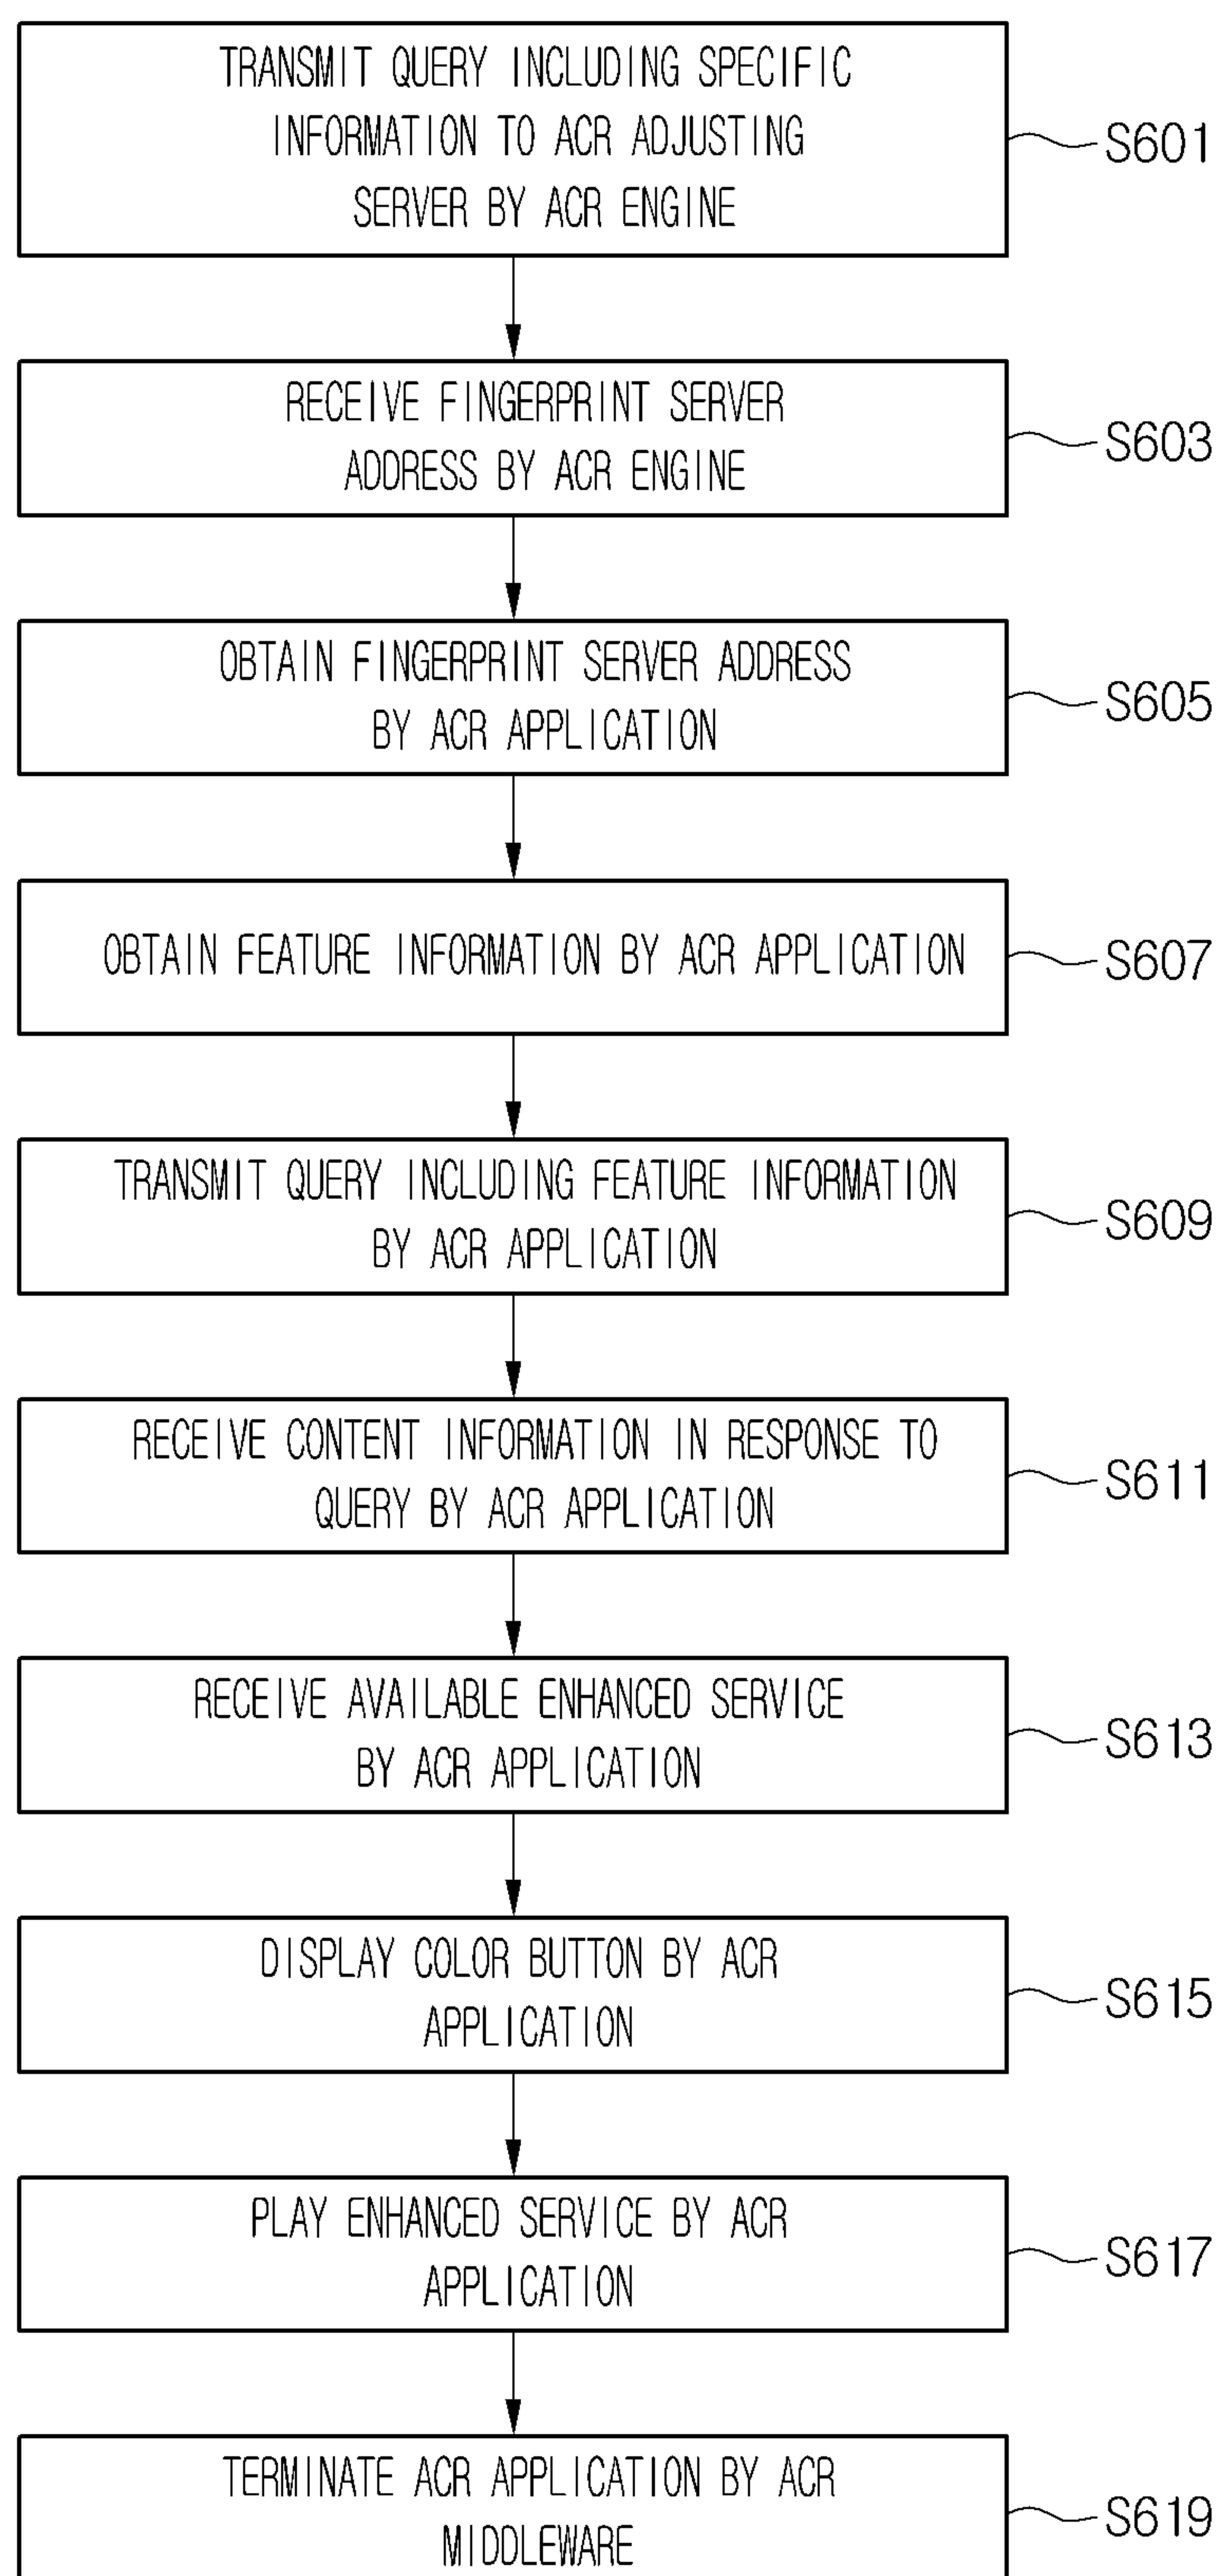 TRANSMIT QUERY INCLUDING SPECIFIC
INFORMATION TO ACR ADJUSTING
SERVER BY ACR ENGINE
S601
RECEIVE FINGERPRINT SERVER
ADDRESS BY ACR ENGINE
S603
OBTAIN FINGERPRINT SERVER ADDRESS
BY ACR APPLICATION
S605
OBTAIN FEATURE INFORMATION BY ACR APPLICATION
S607
TRANSMIT QUERY INCLUDING FEATURE INFORMATION
BY ACR APPLICATION
S609
RECEIVE CONTENT INFORMATION IN RESPONSE TO
QUERY BY ACR APPLICATION
S611
RECEIVE AVAILABLE ENHANCED SERVICE
BY ACR APPLICATION
S613
DISPLAY COLOR BUTTON BY ACR
APPLICATION
S615
PLAY ENHANCED SERVICE BY ACR
APPLICATION
S617
TERMINATE ACR APPLICATION BY ACR
MIDDLEWARE
S619